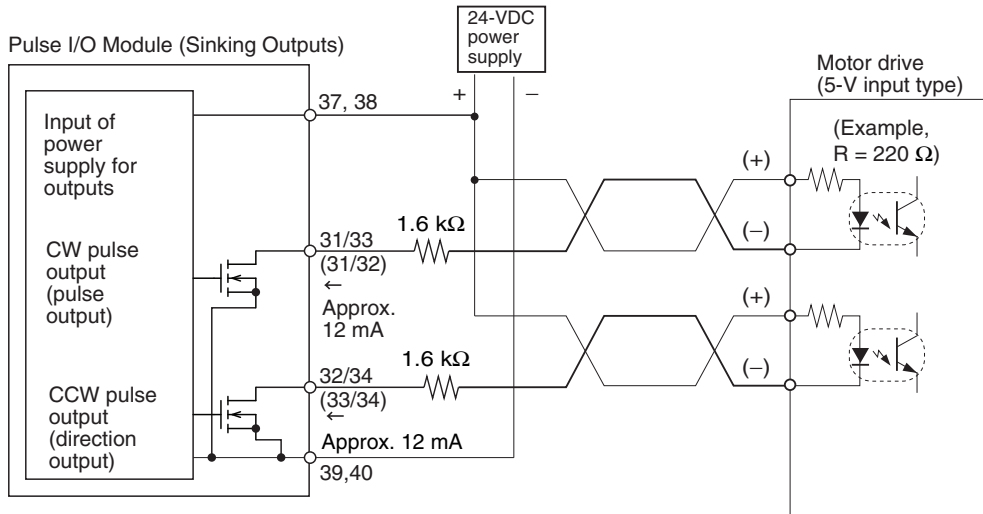 24-VDC
power
supply
+ −
Pulse I/O Module (Sinking Outputs)
37, 38
Input of
power
supply for
outputs
Motor drive
(5-V input type)
(Example,
R = 220 Ω)
(+)
(−)
1.6 kΩ
31/33
(31/32)
←
Approx.
12 mA
CW pulse
output
(pulse
output)
(+)
(−)
1.6 kΩ
32/34
(33/34)
←
Approx. 12 mA
CCW pulse
output
(direction
output)
39,40